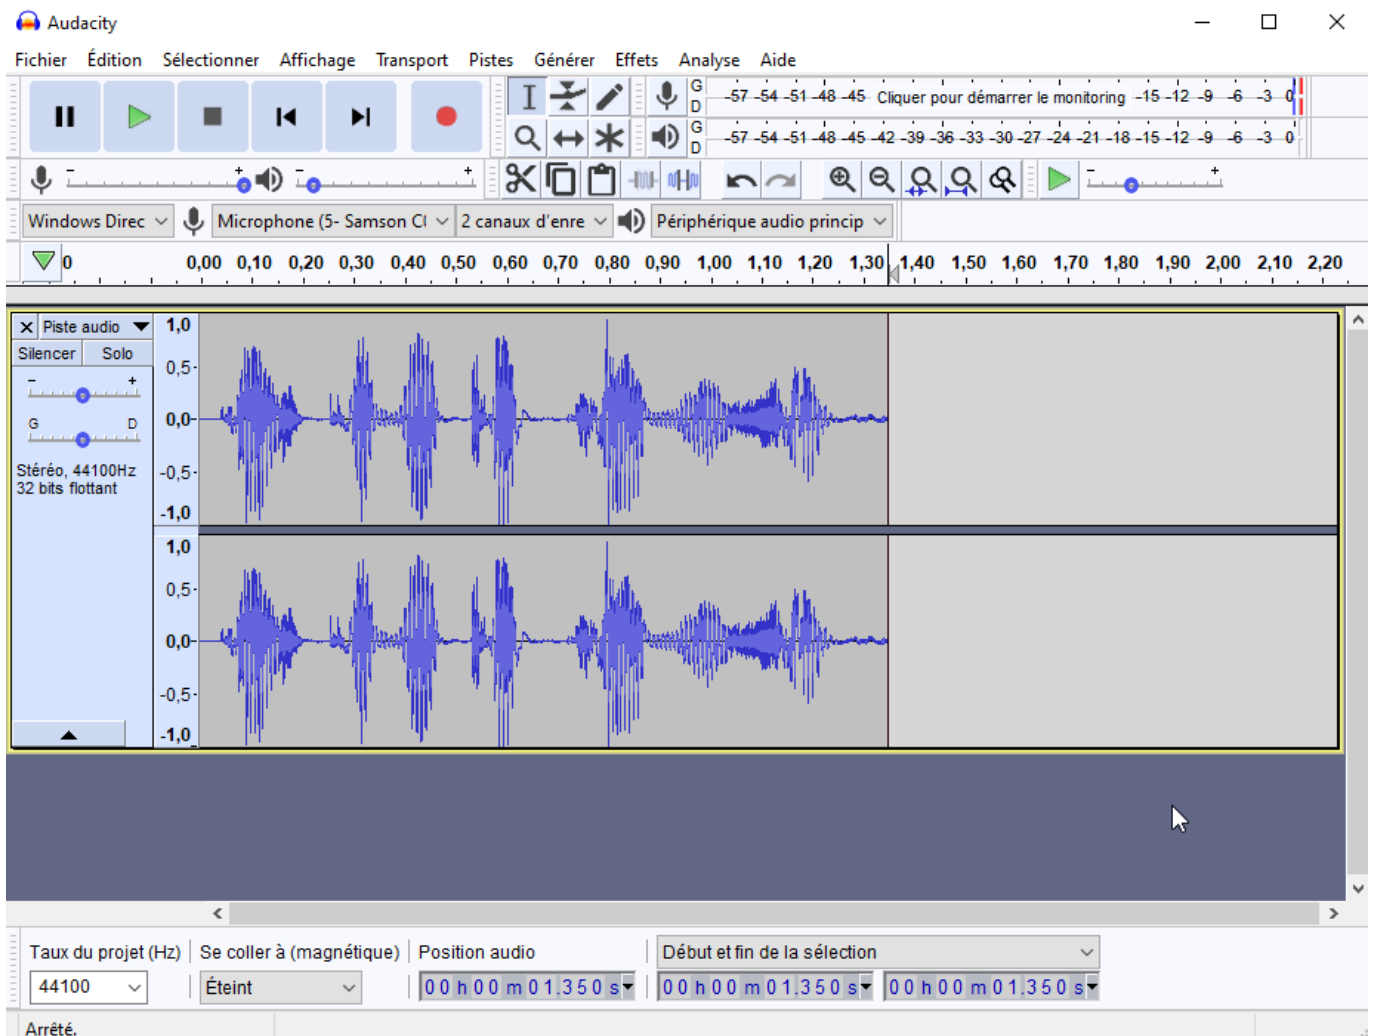 Audacity
Fichier Édition Sélectionner Affichage Transport Pistes Générer Effets Analyse Aide
G
D
-57 -54 -51 -48 -45 Cliquer pour démarrer le monitoring -15 -12 -9 -6 -3 0
G
D
-57 -54 -51 -48 -45 -42 -39 -36 -33 -30 -27 -24 -21 -18 -15 -12 -9 -6 -3 0
- + - + - +
Windows Direc Microphone (5- Samson C( 2 canaux d'enre Périphérique audio princip
0 0,00 0,10 0,20 0,30 0,40 0,50 0,60 0,70 0,80 0,90 1,00 1,10 1,20 1,30 1,40 1,50 1,60 1,70 1,80 1,90 2,00 2,10 2,20
X Piste audio 1,0
Silencer Solo
0,5
- +
0,0
G D
Stéréo, 44100Hz -0,5
32 bits flottant
-1,0
1,0
0,5
0,0
-0,5
-1,0
Taux du projet (Hz) Se coller à (magnétique) Position audio Début et fin de la sélection
44100 Éteint 00 h 00 m 01.350 s 00 h 00 m 01.350 s 00 h 00 m 01.350 s
Arrêté.